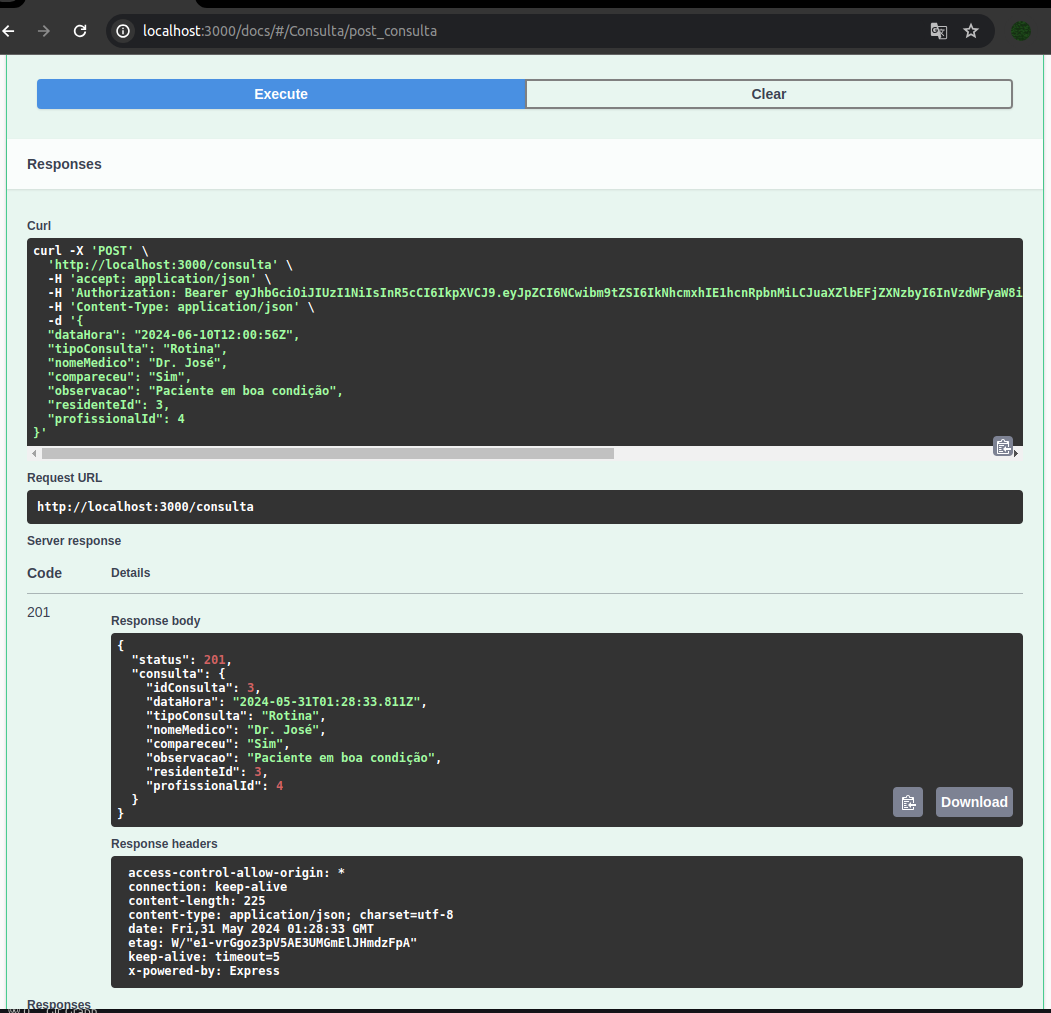 localhost:3000/docs/#/Consulta/post_consulta
Execute
Clear
Responses
Curl
curl -X 'POST' \
'http://localhost:3000/consulta' \
-H 'accept: application/json' \
-H 'Authorization: Bearer eyJhbGciOiJIUzI1NiIsInR5cCI6IkpXVCJ9.eyJpZCI6NCwibm9tZSI6IkNhcmxhIE1hcnRpbnMiLCJuaXZlbEFjZXNzbyI6InVzdWFyaW8i
-H 'Content-Type: application/json' \
-d '{
"dataHora": "2024-06-10T12:00:56Z",
"tipoConsulta": "Rotina",
"nomeMedico": "Dr. José",
"compareceu": "Sim",
"observacao": "Paciente em boa condição",
"residenteId": 3,
"profissionalId": 4
}'
Request URL
http://localhost:3000/consulta
Server response
Code
Details
201
Response body
{
"status": 201,
"consulta": {
"idConsulta": 3,
"dataHora": "2024-05-31T01:28:33.811Z",
"tipoConsulta": "Rotina",
"nomeMedico": "Dr. José",
"compareceu": "Sim",
"observacao": "Paciente em boa condição",
"residenteId": 3,
"profissionalId": 4
}
}
Download
Response headers
access-control-allow-origin: *
connection: keep-alive
content-length: 225
content-type: application/json; charset=utf-8
date: Fri,31 May 2024 01:28:33 GMT
etag: W/"e1-vrGgoz3pV5AE3UMGmElJHmdzFpA"
keep-alive: timeout=5
x-powered-by: Express
Responses